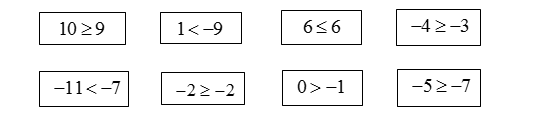 10 ≥ 9 1 < −9 6 ≤ 6 −4 ≥ −3
−11 < −7 −2 ≥ −2 0 > −1 −5 ≥ −7